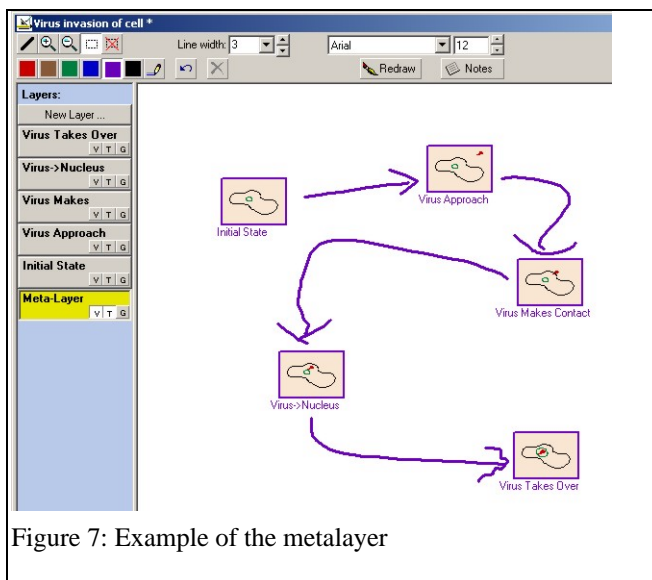 Virus invasion of cell *
Line width: 3 Arial 12
Redraw Notes
Layers:
New Layer ...
Virus Takes Over
V T G
Virus->Nucleus
V T G
Virus Makes
V T G
Virus Approach
V T G
Initial State
V T G
Meta-Layer
V T G
Virus Approach
Initial State
Virus Makes Contact
Virus->Nucleus
Virus Takes Over
Figure 7: Example of the metalayer